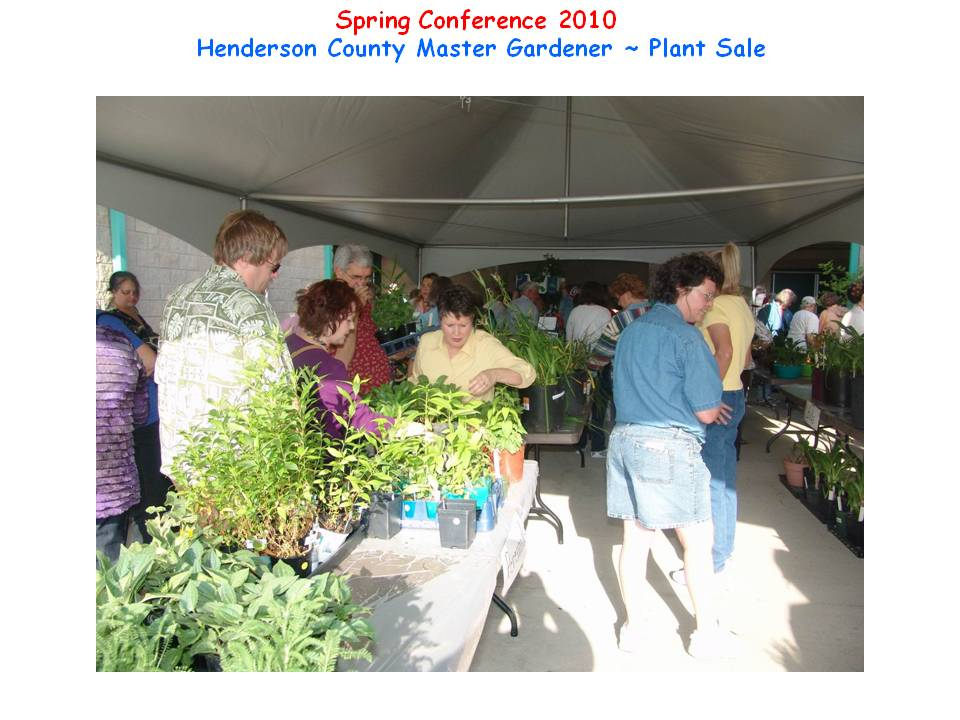 Spring Conference 2010
Henderson County Master Gardener ~ Plant Sale